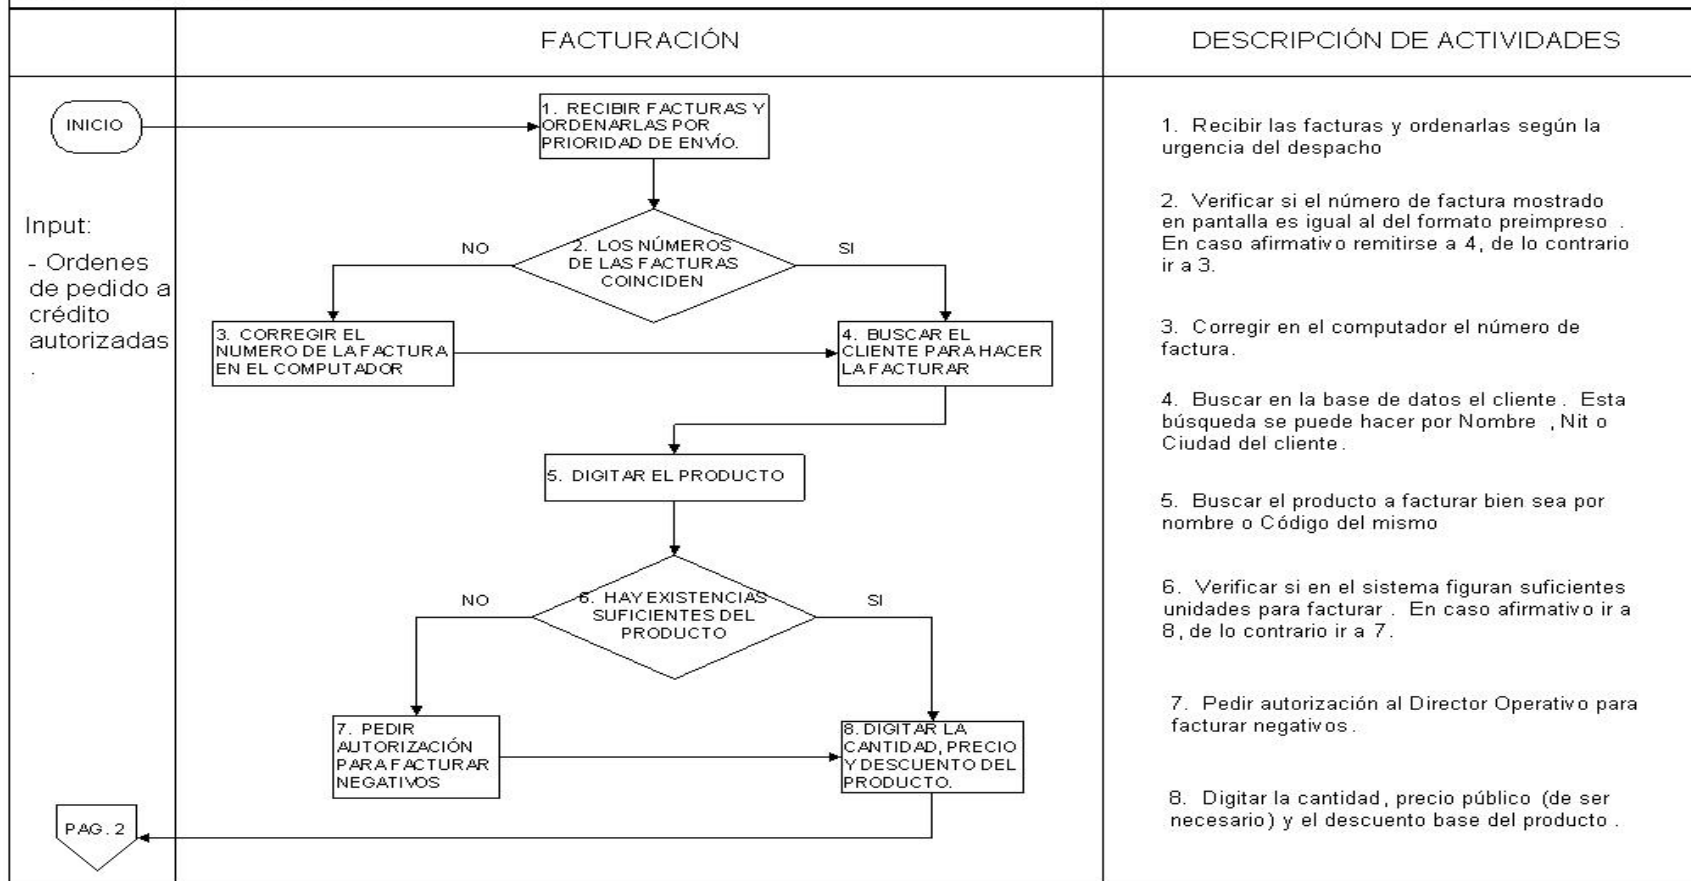 FACTURACIÓN
DESCRIPCIÓN DE ACTIVIDADES
INICIO
Input:
- Ordenes
de pedido a
crédito
autorizadas
.
1. RECIBIR FACTURAS Y
ORDENARLAS POR
PRIORIDAD DE ENVÍO.
2. LOS NÚMEROS
DE LAS FACTURAS
COINCIDEN
NO
SI
3. CORREGIR EL
NUMERO DE LA FACTURA
EN EL COMPUTADOR
4. BUSCAR EL
CLIENTE PARA HACER
LA FACTURAR
5. DIGITAR EL PRODUCTO
6. HAY EXISTENCIAS
SUFICIENTES DEL
PRODUCTO
NO
SI
7. PEDIR
AUTORIZACIÓN
PARA FACTURAR
NEGATIVOS
8. DIGITAR LA
CANTIDAD, PRECIO
Y DESCUENTO DEL
PRODUCTO.
PAG. 2
1. Recibir las facturas y ordenarlas según la
urgencia del despacho
2. Verificar si el número de factura mostrado
en pantalla es igual al del formato preimpreso .
En caso afirmativo remitirse a 4, de lo contrario
ir a 3.
3. Corregir en el computador el número de
factura.
4. Buscar en la base de datos el cliente . Esta
búsqueda se puede hacer por Nombre , Nit o
Ciudad del cliente.
5. Buscar el producto a facturar bien sea por
nombre o Código del mismo
6. Verificar si en el sistema figuran suficientes
unidades para facturar . En caso afirmativo ir a
8, de lo contrario ir a 7.
7. Pedir autorización al Director Operativo para
facturar negativos .
8. Digitar la cantidad, precio público (de ser
necesario) y el descuento base del producto .